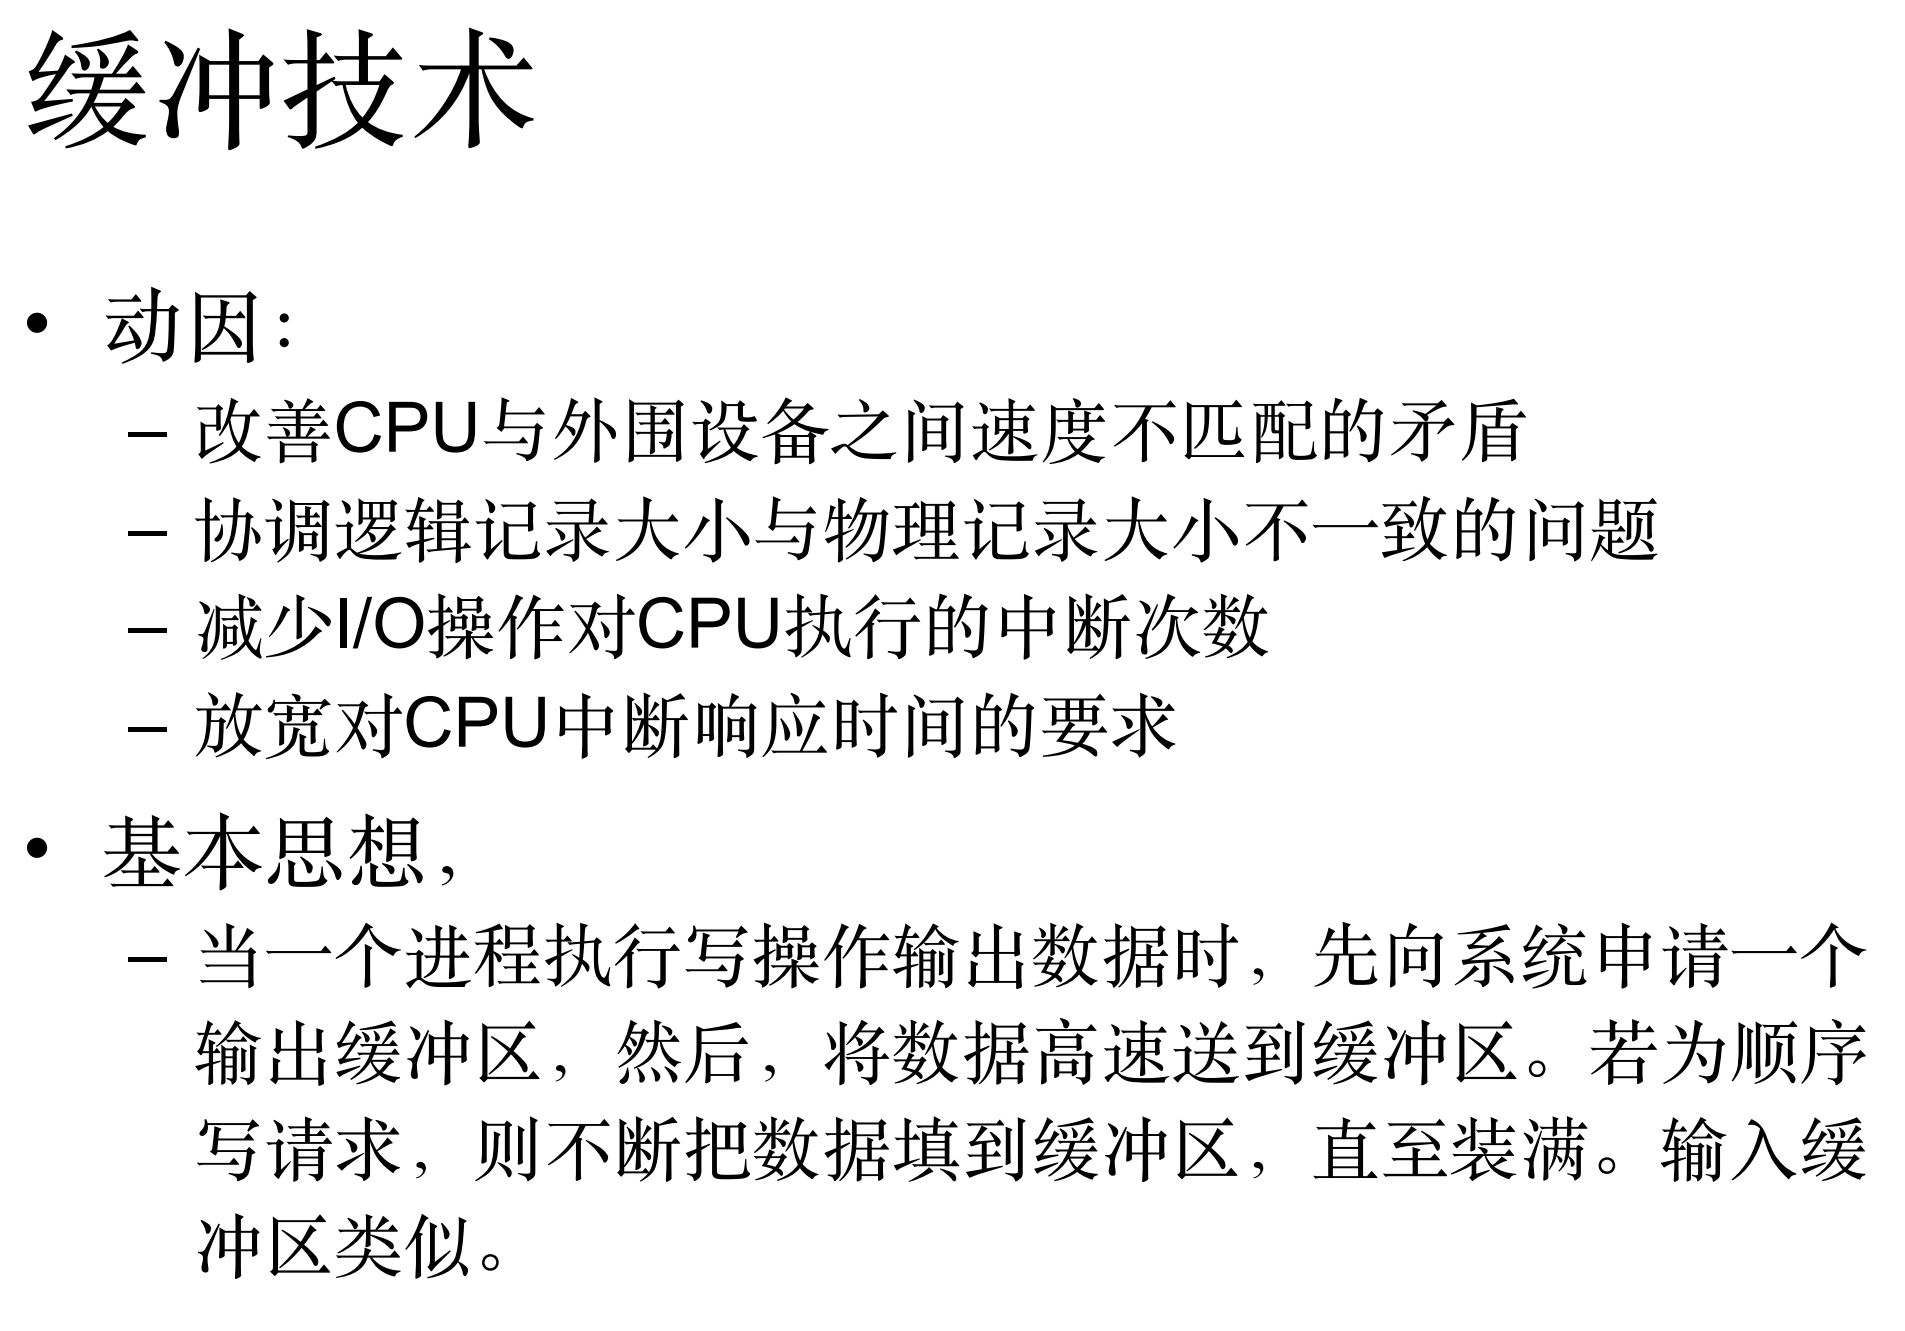 缓冲技术
• 动因：
– 改善CPU与外围设备之间速度不匹配的矛盾
– 协调逻辑记录大小与物理记录大小不一致的问题
– 减少I/O操作对CPU执行的中断次数
– 放宽对CPU中断响应时间的要求
• 基本思想，
– 当一个进程执行写操作输出数据时，先向系统申请一个
输出缓冲区，然后，将数据高速送到缓冲区。若为顺序
写请求，则不断把数据填到缓冲区，直至装满。输入缓
冲区类似。